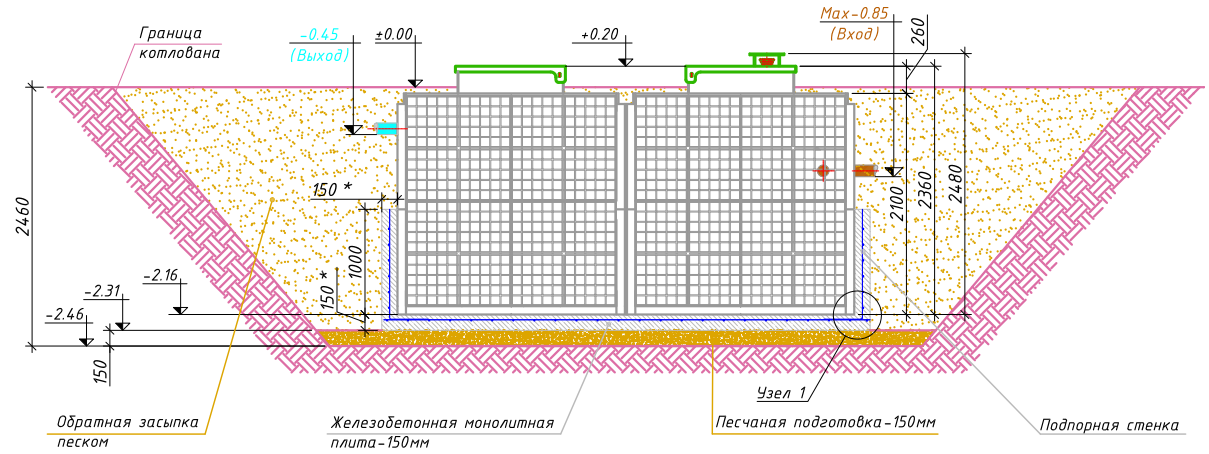 Граница
котлована
-0.45
(Выход)
±0.00
+0.20
Max-0.85
(Вход)
260
2460
150 *
1000
150 *
2100
2360
2480
-2.16
-2.31
-2.46
150
Узел 1
Обратная засыпка
песком
Железобетонная монолитная
плита-150мм
Песчаная подготовка-150мм
Подпорная стенка